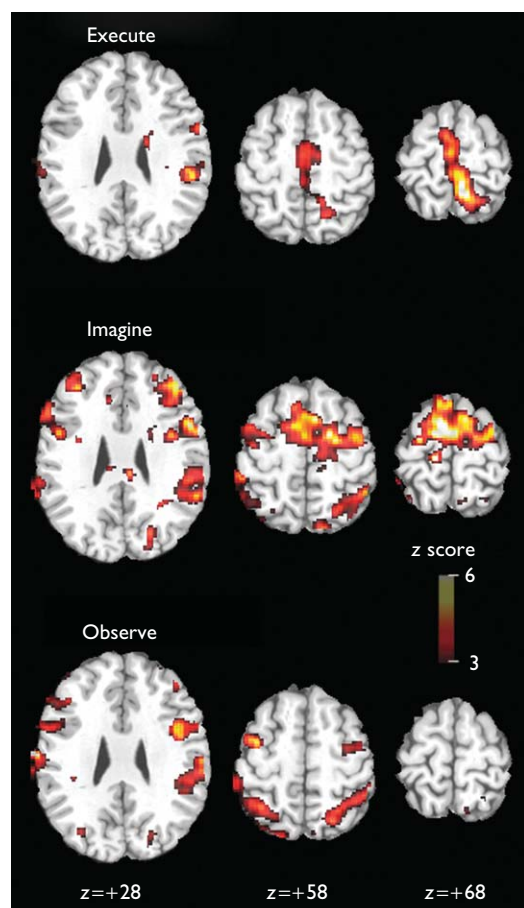 Execute
Imagine
z score
6
3
Observe
z=+28 z=+58 z=+68